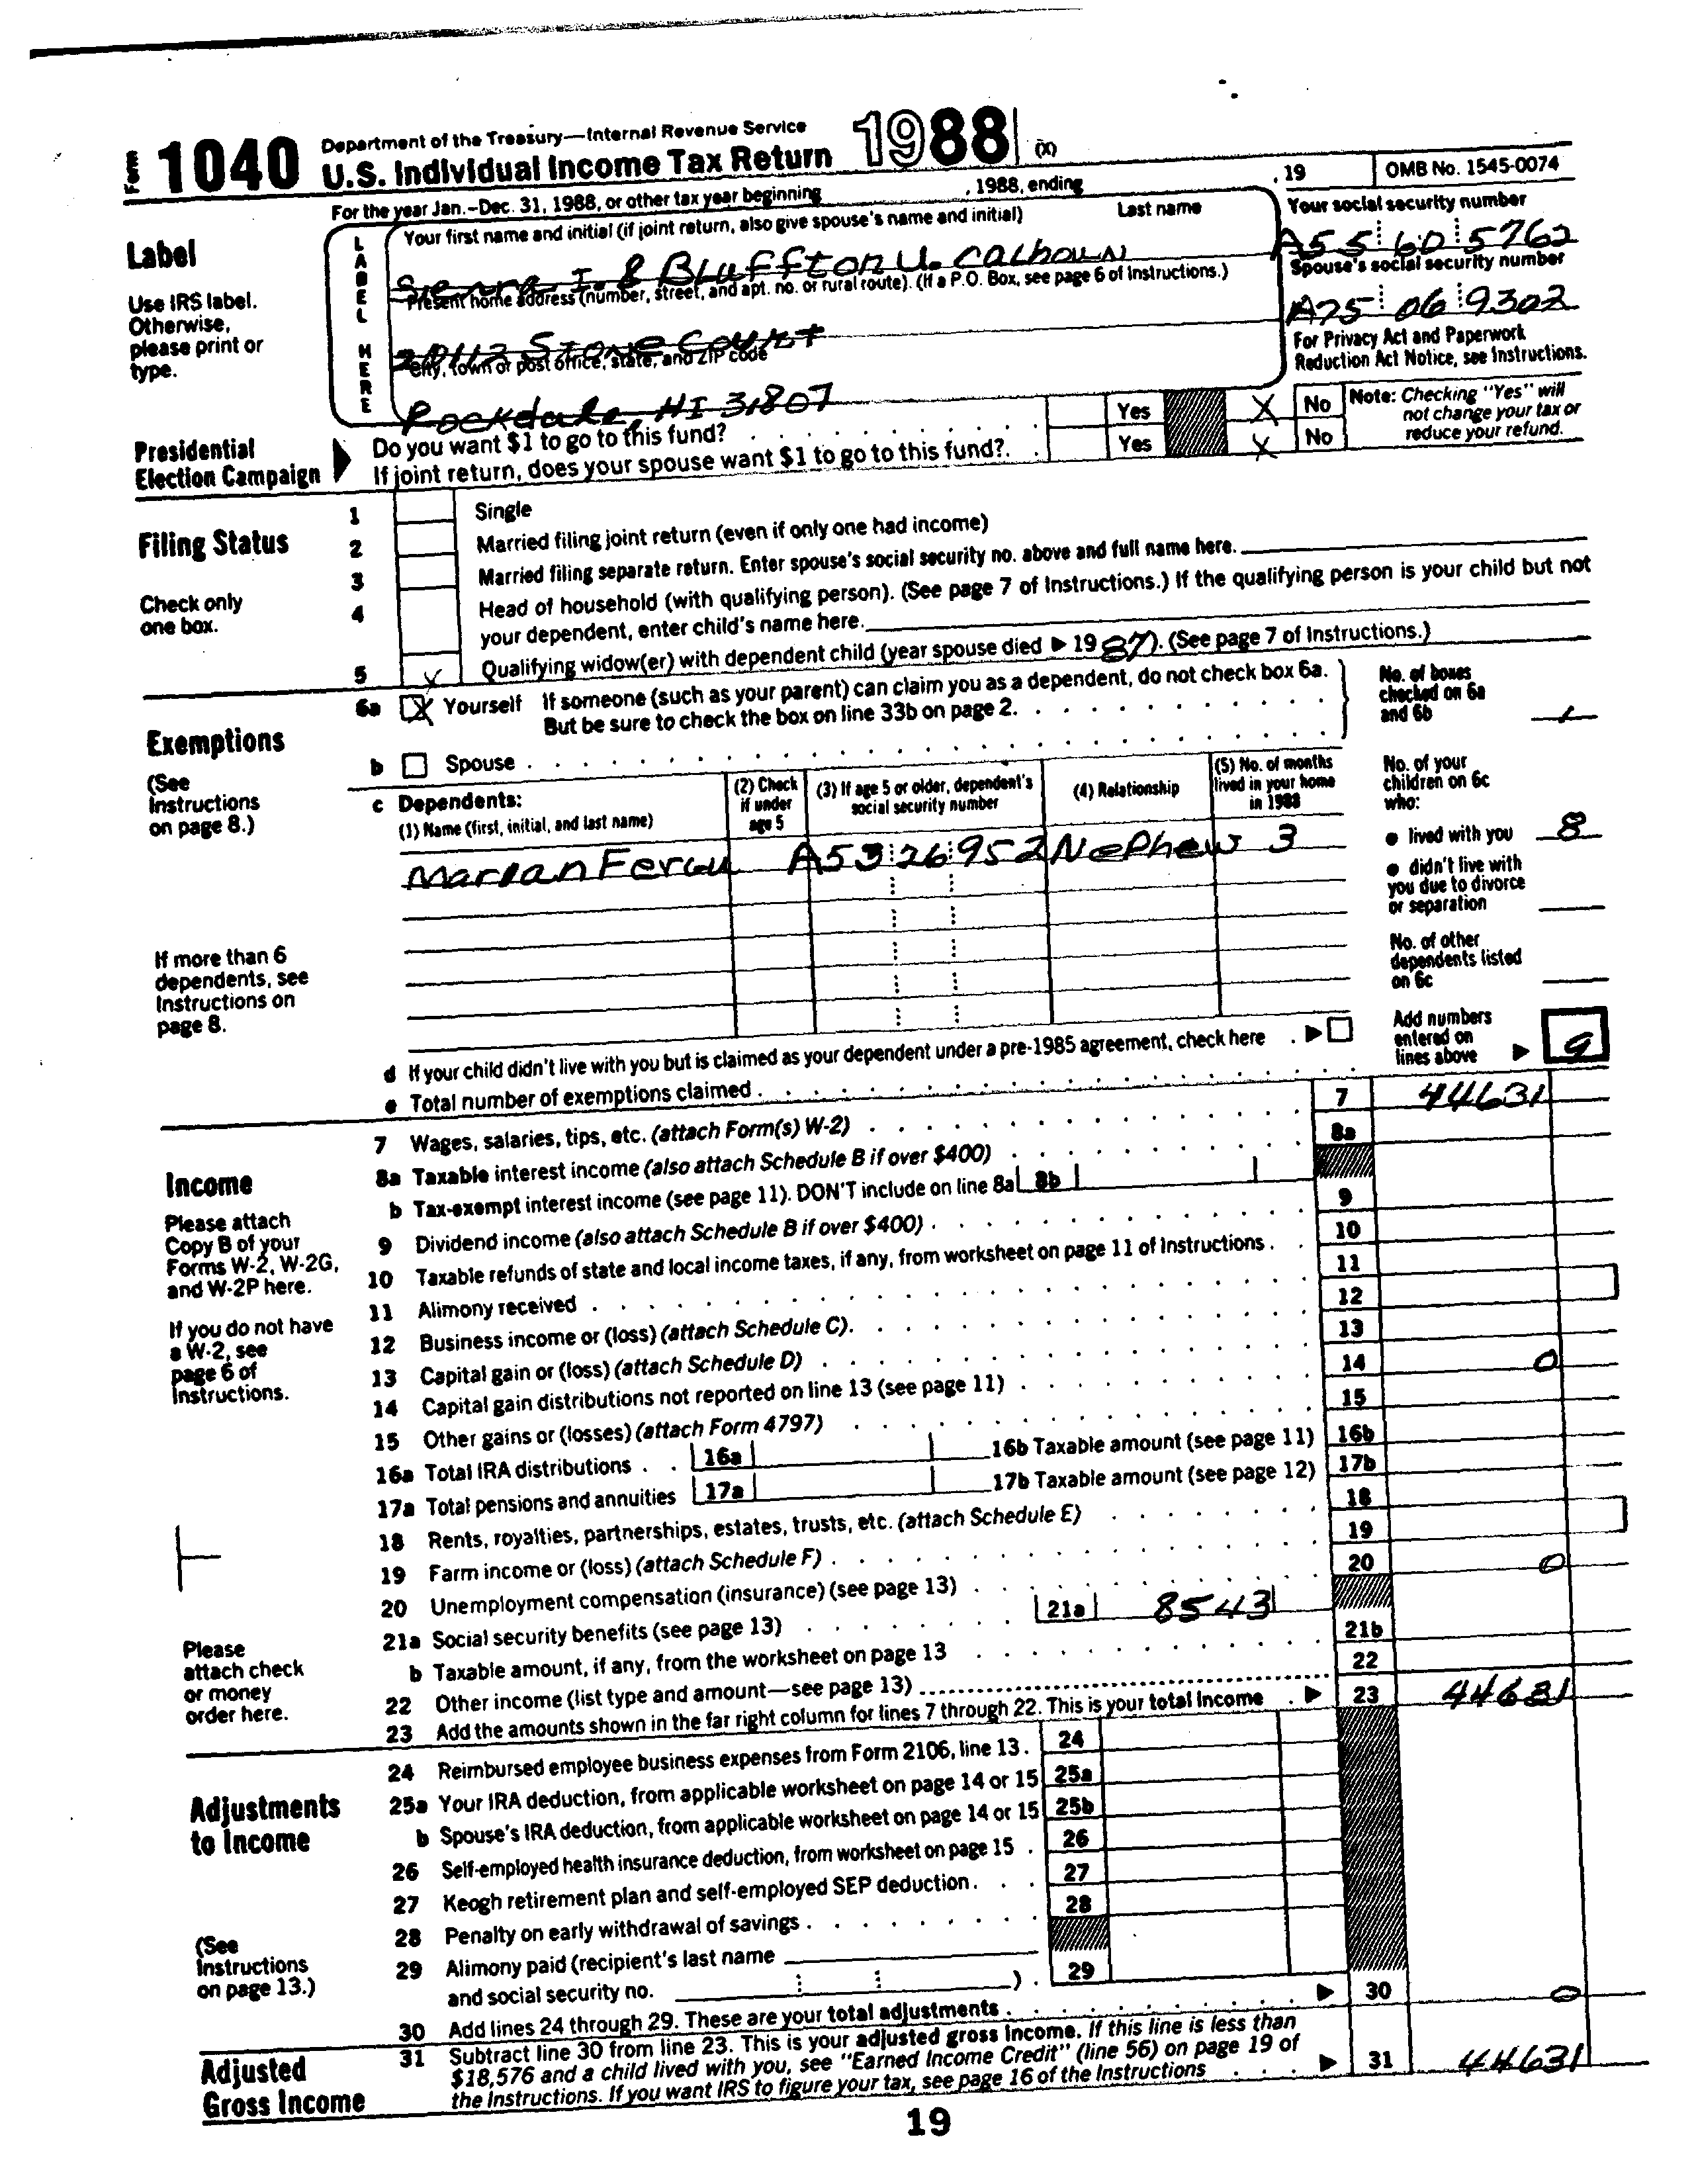 Form 1040 Department of the Treasury—Internal Revenue Service
U.S. Individual Income Tax Return 1988 (X)
For the year Jan.-Dec. 31, 1988, or other tax year beginning , 1988, ending , 19 OMB No. 1545-0074
Label
Use IRS label. Otherwise, please print or type.
LABEL HERE
Your first name and initial (if joint return, also give spouse's name and initial) Last name
Sienna I. & BLuffton U. Calhoun
Your social security number
A55 60 5762
Present home address (number, street, and apt. no. or rural route). (If a P.O. Box, see page 6 of Instructions.)
20112 Stone Court
Spouse's social security number
A75 06 9302
City, town or post office, state, and ZIP code
Rockdale, HI 31807
For Privacy Act and Paperwork Reduction Act Notice, see Instructions.
Presidential Election Campaign
Do you want $1 to go to this fund? Yes X No
If joint return, does your spouse want $1 to go to this fund?. Yes X No
Note: Checking "Yes" will not change your tax or reduce your refund.
Filing Status
Check only one box.
1 Single
2 Married filing joint return (even if only one had income)
3 Married filing separate return. Enter spouse's social security no. above and full name here.
4 Head of household (with qualifying person). (See page 7 of Instructions.) If the qualifying person is your child but not
your dependent, enter child's name here.
5 X Qualifying widow(er) with dependent child (year spouse died ▶ 19 87). (See page 7 of Instructions.)
Exemptions
(See Instructions on page 8.)
6a X Yourself If someone (such as your parent) can claim you as a dependent, do not check box 6a.
But be sure to check the box on line 33b on page 2.
b Spouse
No. of boxes checked on 6a and 6b 1
c Dependents:
(1) Name (first, initial, and last name)
(2) Check if under age 5
(3) If age 5 or older, dependent's social security number
(4) Relationship
(5) No. of months lived in your home in 1988
Marian Fergu A53 26 952 Nephew 3
If more than 6 dependents, see Instructions on page 8.
No. of your children on 6c who:
● lived with you 8
● didn't live with you due to divorce or separation
No. of other dependents listed on 6c
d If your child didn't live with you but is claimed as your dependent under a pre-1985 agreement, check here ▶
e Total number of exemptions claimed
Add numbers entered on lines above ▶ 9
Income
Please attach Copy B of your Forms W-2, W-2G, and W-2P here.
If you do not have a W-2, see page 6 of Instructions.
Please attach check or money order here.
7 Wages, salaries, tips, etc. (attach Form(s) W-2) 7 44631
8a Taxable interest income (also attach Schedule B if over $400) 8a
b Tax-exempt interest income (see page 11). DON'T include on line 8a 8b
9 Dividend income (also attach Schedule B if over $400) 9
10 Taxable refunds of state and local income taxes, if any, from worksheet on page 11 of Instructions. 10
11 Alimony received 11
12 Business income or (loss) (attach Schedule C). 12
13 Capital gain or (loss) (attach Schedule D) 13
14 Capital gain distributions not reported on line 13 (see page 11) 14 0
15 Other gains or (losses) (attach Form 4797) 15
16a Total IRA distributions 16a 16b Taxable amount (see page 11) 16b
17a Total pensions and annuities 17a 17b Taxable amount (see page 12) 17b
18 Rents, royalties, partnerships, estates, trusts, etc. (attach Schedule E) 18
19 Farm income or (loss) (attach Schedule F) 19
20 Unemployment compensation (insurance) (see page 13) 20 0
21a Social security benefits (see page 13) 21a 8543
b Taxable amount, if any, from the worksheet on page 13 21b
22 Other income (list type and amount—see page 13) 22
23 Add the amounts shown in the far right column for lines 7 through 22. This is your total income ▶ 23 44631
Adjustments to Income
(See Instructions on page 13.)
24 Reimbursed employee business expenses from Form 2106, line 13. 24
25a Your IRA deduction, from applicable worksheet on page 14 or 15 25a
b Spouse's IRA deduction, from applicable worksheet on page 14 or 15 25b
26 Self-employed health insurance deduction, from worksheet on page 15 26
27 Keogh retirement plan and self-employed SEP deduction. 27
28 Penalty on early withdrawal of savings 28
29 Alimony paid (recipient's last name
and social security no. ) 29
30 Add lines 24 through 29. These are your total adjustments ▶ 30 0
Adjusted Gross Income
31 Subtract line 30 from line 23. This is your adjusted gross income. If this line is less than
$18,576 and a child lived with you, see "Earned Income Credit" (line 56) on page 19 of
the Instructions. If you want IRS to figure your tax, see page 16 of the Instructions ▶ 31 44631
19